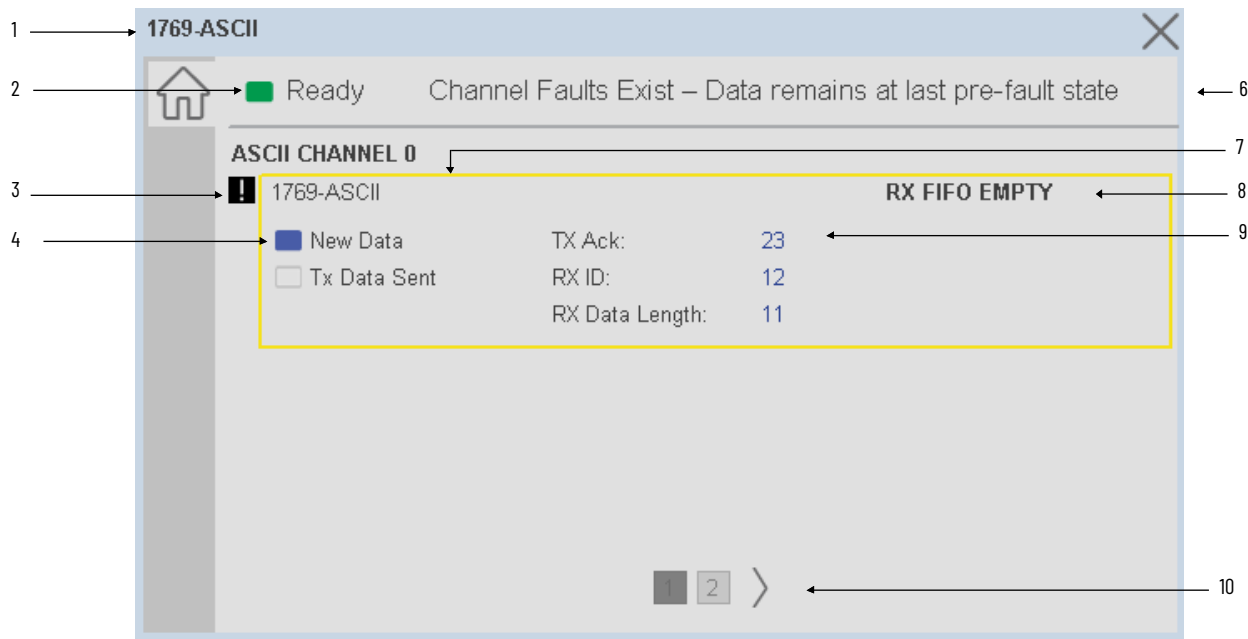 1
1769-ASCII
2
Ready
Channel Faults Exist – Data remains at last pre-fault state
6
ASCII CHANNEL 0
7
3
!
1769-ASCII
RX FIFO EMPTY
8
4
New Data
TX Ack: 23
9
Tx Data Sent
RX ID: 12
RX Data Length: 11
1 2
10